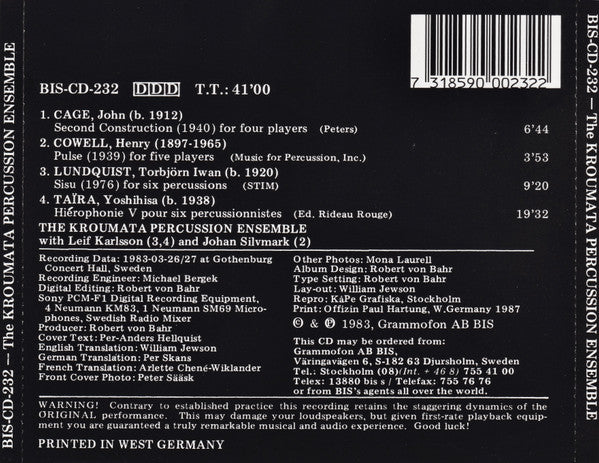 BIS-CD-232 — The KROUMATA PERCUSSION ENSEMBLE
BIS-CD-232 DDD T.T.: 41'00
7 318590 002322
1. CAGE, John (b. 1912)
Second Construction (1940) for four players (Peters) 6'44
2. COWELL, Henry (1897-1965)
Pulse (1939) for five players (Music for Percussion, Inc.) 3'53
3. LUNDQUIST, Torbjörn Iwan (b. 1920)
Sisu (1976) for six percussions (STIM) 9'20
4. TAÏRA, Yoshihisa (b. 1938)
Hiérophonie V pour six percussionnistes (Ed. Rideau Rouge) 19'32
THE KROUMATA PERCUSSION ENSEMBLE
with Leif Karlsson (3,4) and Johan Silvmark (2)
Recording Data: 1983-03-26/27 at Gothenburg
Concert Hall, Sweden
Recording Engineer: Michael Bergek
Digital Editing: Robert von Bahr
Sony PCM-F1 Digital Recording Equipment,
4 Neumann KM83, 1 Neumann SM69 Micro-
phones, Swedish Radio Mixer
Producer: Robert von Bahr
Cover Text: Per-Anders Hellquist
English Translation: William Jewson
German Translation: Per Skans
French Translation: Arlette Chené-Wiklander
Front Cover Photo: Peter Sääsk
Other Photos: Mona Laurell
Album Design: Robert von Bahr
Type Setting: Robert von Bahr
Lay-out: William Jewson
Repro: KåPe Grafiska, Stockholm
Print: Offizin Paul Hartung, W.Germany 1987
℗ & © 1983, Grammofon AB BIS
This CD may be ordered from:
Grammofon AB BIS
Väringavägen 6, S-182 63 Djursholm, Sweden
Tel.: Stockholm (08) (Int. + 46 8) 755 41 00
Telex: 13880 bis s / Telefax: 755 76 76
or from BIS's agents all over the world.
WARNING! Contrary to established practice this recording retains the staggering dynamics of the
ORIGINAL performance. This may damage your loudspeakers, but given first-rate playback equip-
ment you are guaranteed a truly remarkable musical and audio experience. Good luck!
PRINTED IN WEST GERMANY
BIS-CD-232 — The KROUMATA PERCUSSION ENSEMBLE